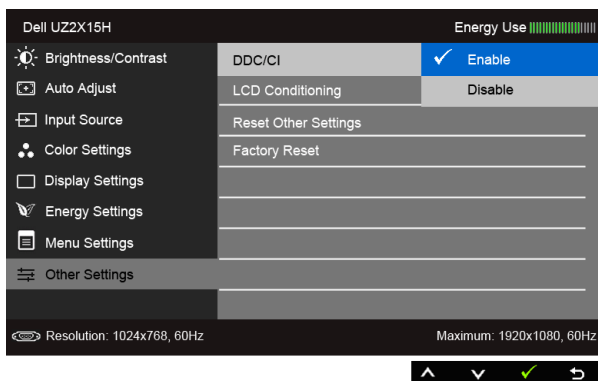 Dell UZ2X15H Energy Use
Brightness/Contrast DDC/CI Enable
Auto Adjust LCD Conditioning Disable
Input Source Reset Other Settings
Color Settings Factory Reset
Display Settings
Energy Settings
Menu Settings
Other Settings
Resolution: 1024x768, 60Hz Maximum: 1920x1080, 60Hz